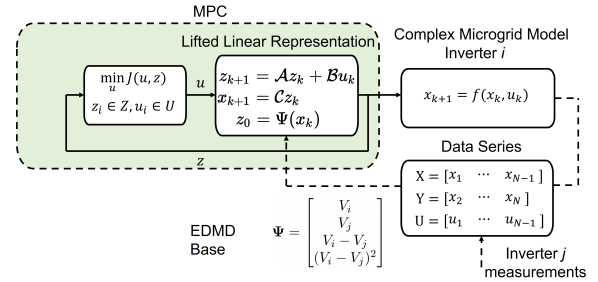 MPC
Lifted Linear Representation
min J(u, z)
u
z_i ∈ Z, u_i ∈ U
u
z_{k+1} = 𝒜z_k + ℬu_k
x_{k+1} = 𝒞z_k
z_0 = Ψ(x_k)
z
Complex Microgrid Model
Inverter i
x_{k+1} = f(x_k, u_k)
Data Series
X = [x_1 ⋯ x_{N−1}]
Y = [x_2 ⋯ x_N]
U = [u_1 ⋯ u_{N−1}]
Inverter j
measurements
EDMD
Base
Ψ = [
V_i
V_j
V_i − V_j
(V_i − V_j)^2
]